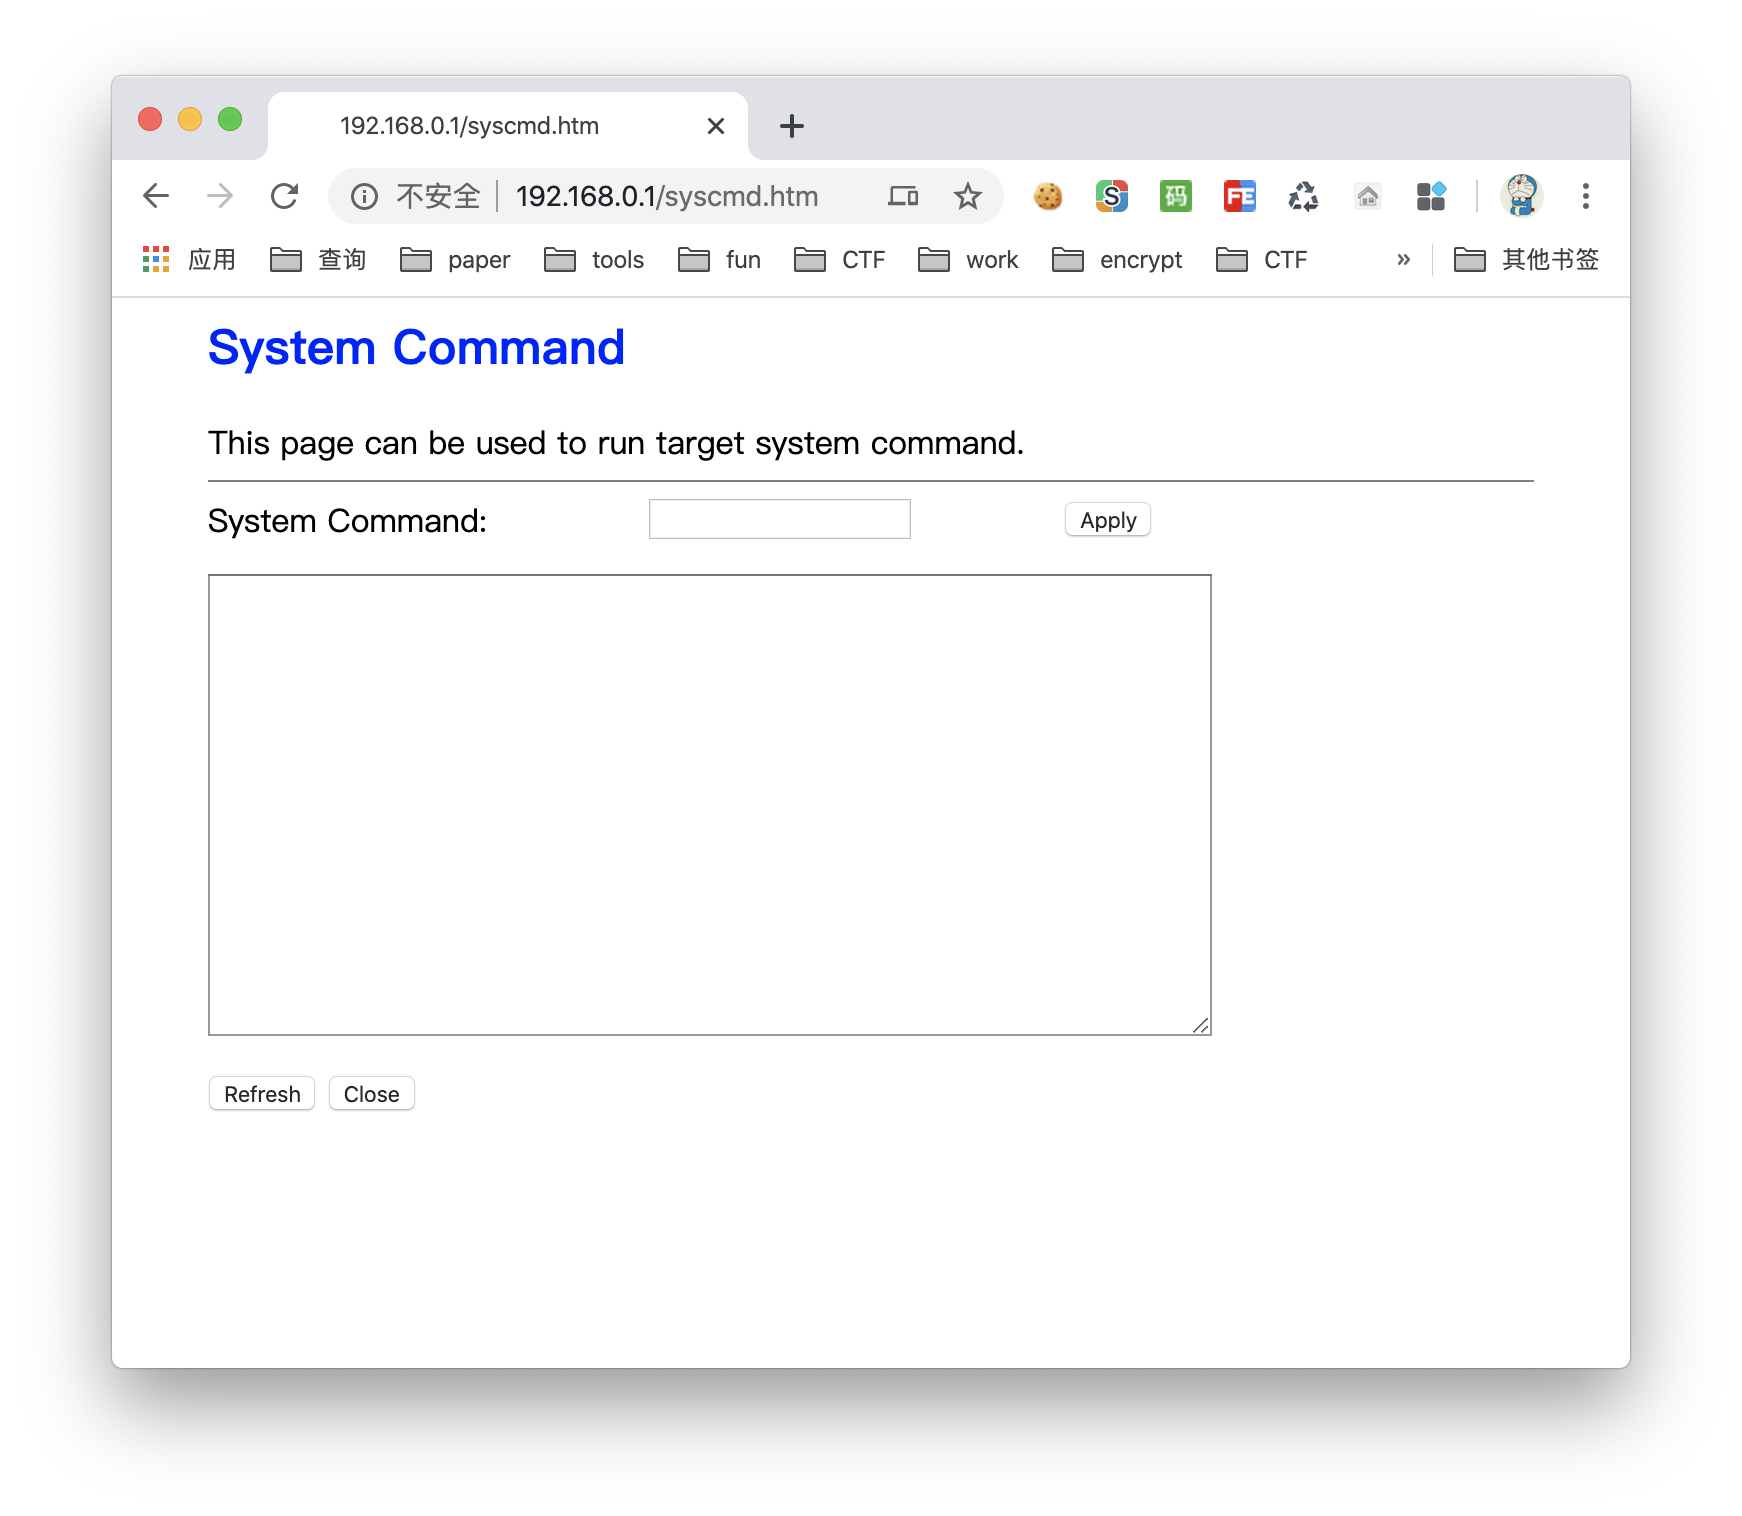 192.168.0.1/syscmd.htm
不安全 192.168.0.1/syscmd.htm S 码 FE
应用 查询 paper tools fun CTF work encrypt CTF » 其他书签
System Command
This page can be used to run target system command.
System Command: Apply
Refresh Close